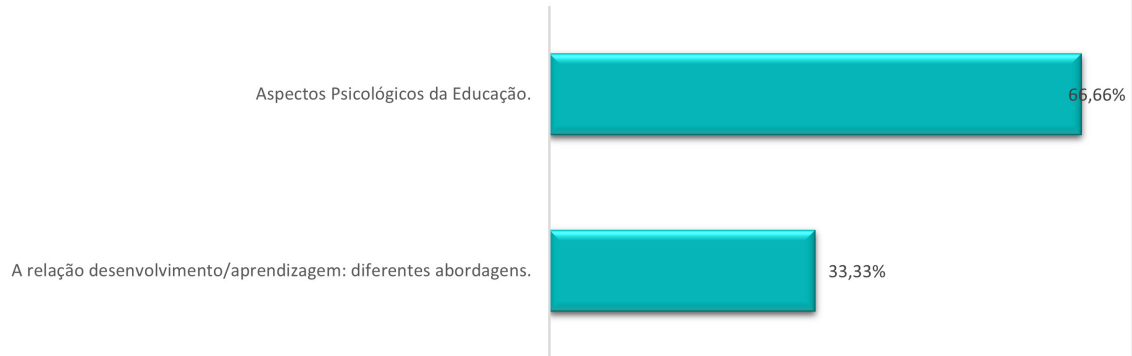 Aspectos Psicológicos da Educação.
66,66%
A relação desenvolvimento/aprendizagem: diferentes abordagens.
33,33%